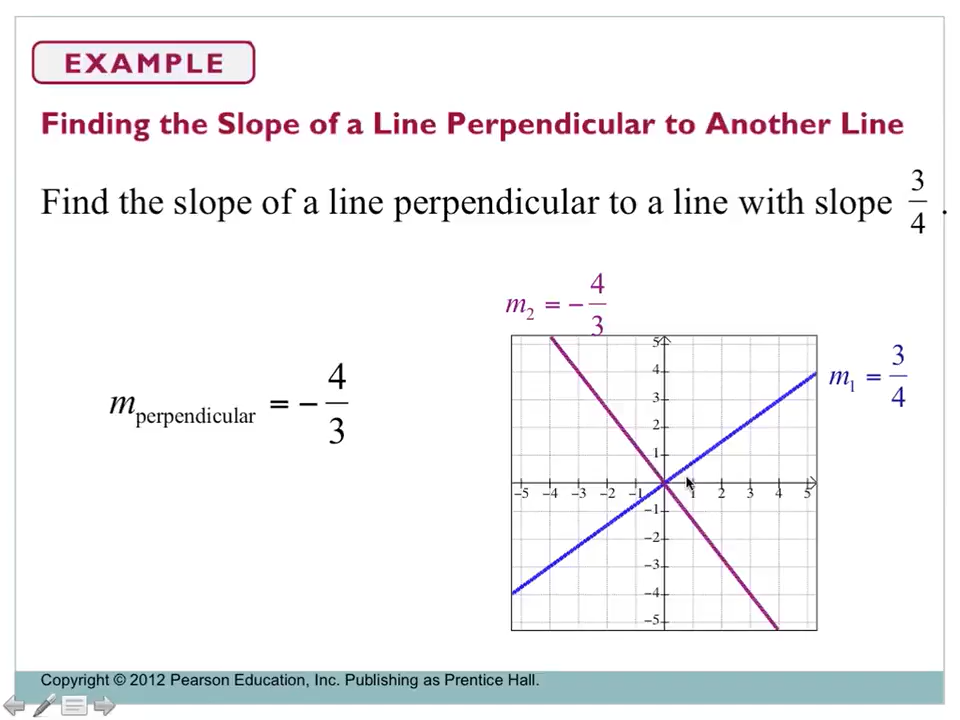 EXAMPLE
Finding the Slope of a Line Perpendicular to Another Line
Find the slope of a line perpendicular to a line with slope 3/4 .
m₂ = − 4/3
m₁ = 3/4
m_perpendicular = − 4/3
5
4
3
2
1
−5 −4 −3 −2 −1 1 2 3 4 5
−1
−2
−3
−4
−5
Copyright © 2012 Pearson Education, Inc. Publishing as Prentice Hall.